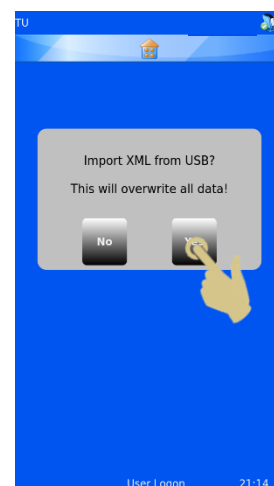 TU
Import XML from USB?
This will overwrite all data!
No
User Logon 21:14